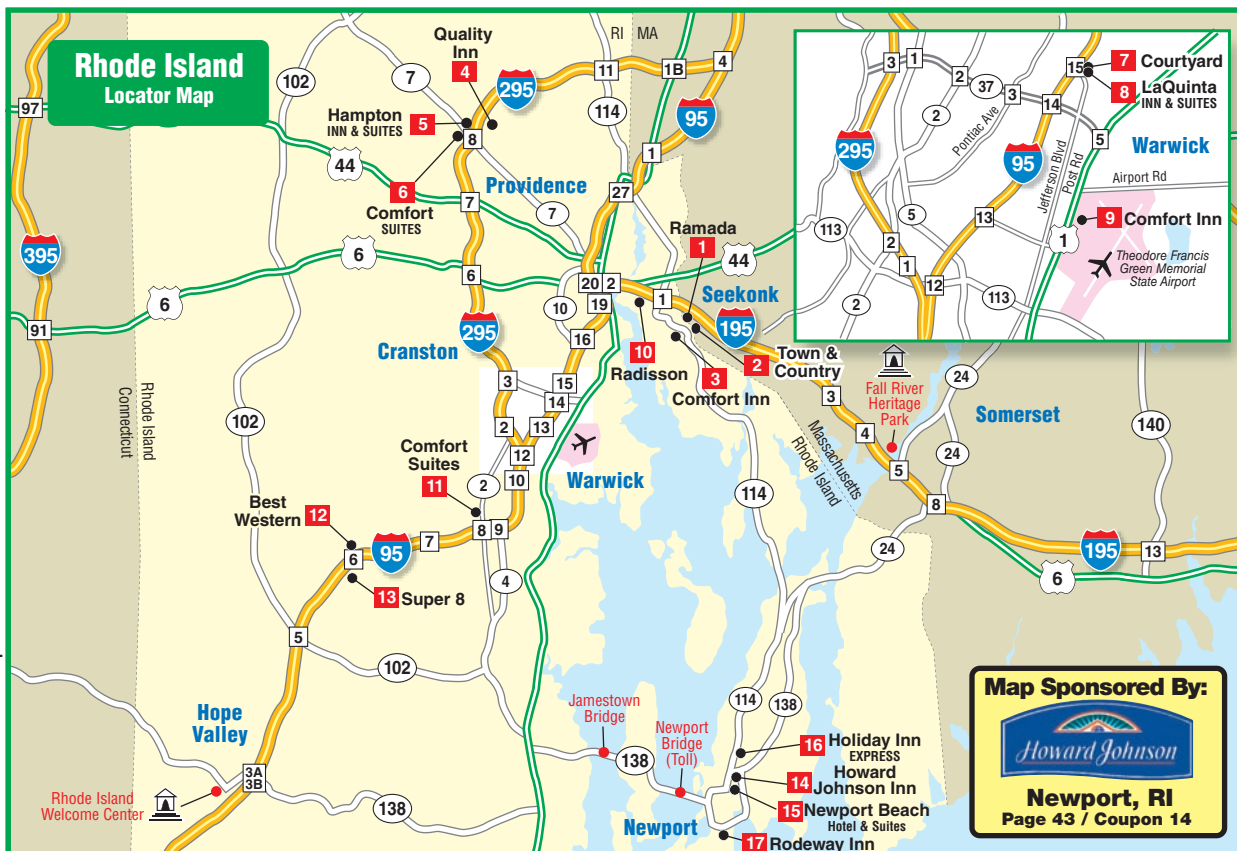 Rhode Island
Locator Map
RI
MA
Quality
Inn
4
102
7
295
11
1B
4
97
Hampton
INN & SUITES
5
8
114
95
44
6
Comfort
SUITES
Providence
7
7
1
27
395
6
6
6
91
Ramada
1
44
10
20
2
19
1
Seekonk
195
295
Cranston
16
10
Radisson
3
Comfort Inn
2
Town &
Country
3
15
14
2
13
12
10
Warwick
3
4
Fall River
Heritage
Park
5
24
24
Somerset
140
8
195
13
6
Massachusetts
Rhode Island
Rhode Island
Connecticut
102
Comfort
Suites
11
2
8
9
7
95
Best
Western
12
6
13
Super 8
4
114
24
5
102
Hope
Valley
3A
3B
Rhode Island
Welcome Center
138
Jamestown
Bridge
138
Newport
Bridge
(Toll)
114
138
16
Holiday Inn
EXPRESS
14
Howard
Johnson Inn
15
Newport Beach
Hotel & Suites
Newport
17
Rodeway Inn
3
1
2
37
3
15
7
Courtyard
8
LaQuinta
INN & SUITES
14
2
Pontiac Ave
5
Warwick
295
95
Jefferson Blvd
Post Rd
Airport Rd
5
13
9
Comfort Inn
113
2
1
1
12
2
113
Theodore Francis
Green Memorial
State Airport
Map Sponsored By:
Howard Johnson
Newport, RI
Page 43 / Coupon 14